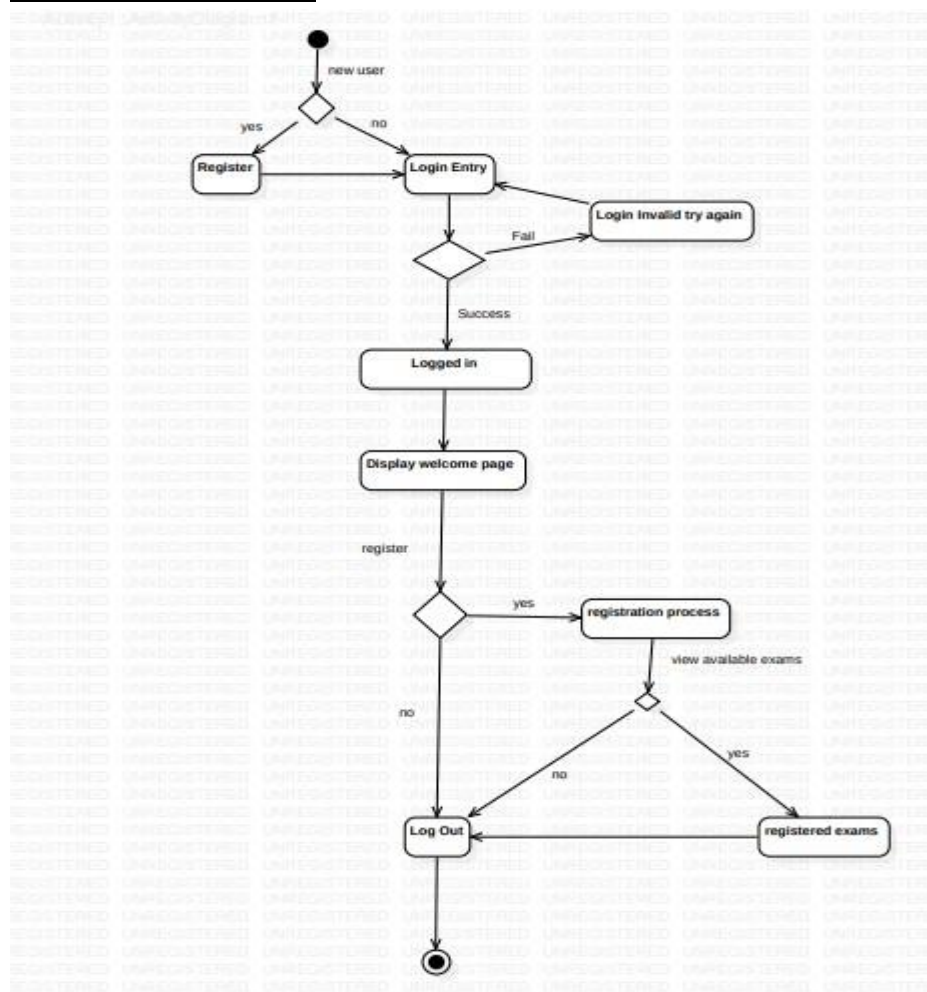 new user
yes
no
Register
Login Entry
Login Invalid try again
Fail
Success
Logged in
Display welcome page
register
yes
registration process
view available exams
no
yes
no
Log Out
registered exams
UNREGISTERED